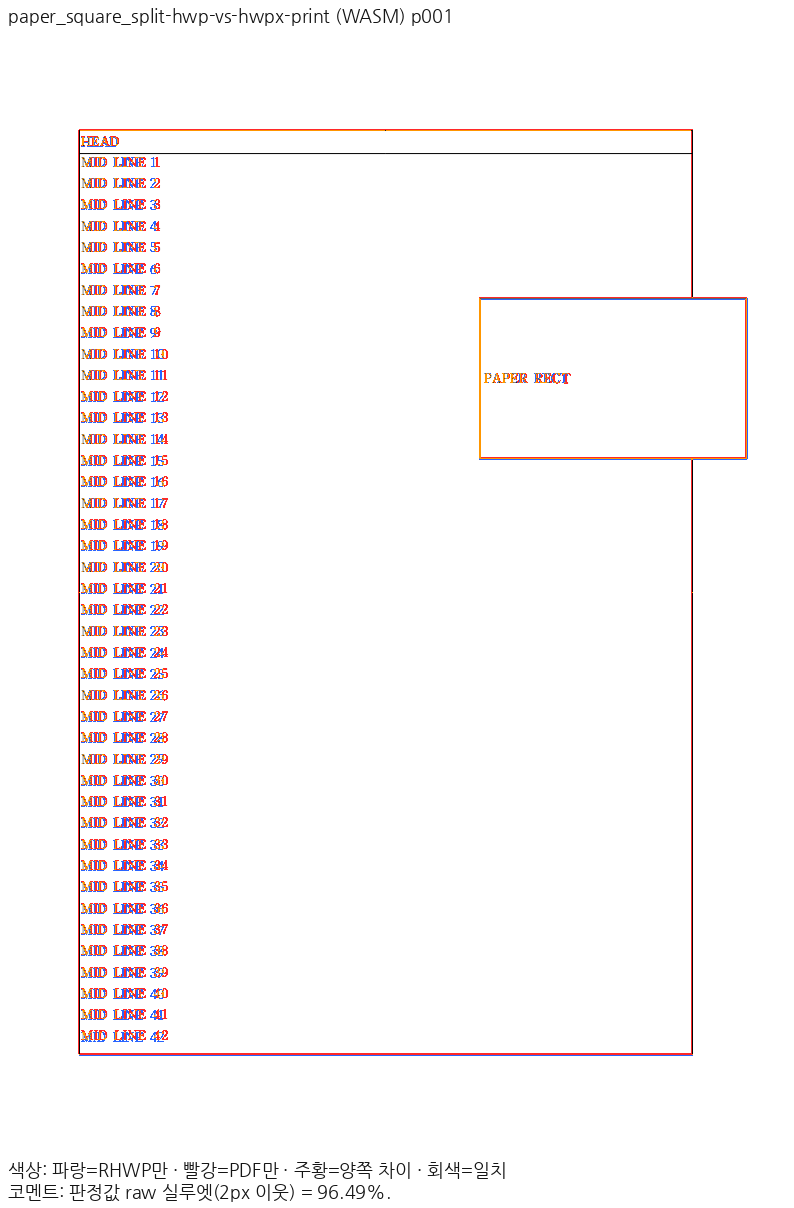 paper_square_split-hwp-vs-hwpx-print (WASM) p001
HEAD
MID LINE 1
MID LINE 2
MID LINE 3
MID LINE 4
MID LINE 5
MID LINE 6
MID LINE 7
MID LINE 8
MID LINE 9
MID LINE 10
MID LINE 11
MID LINE 12
MID LINE 13
MID LINE 14
PAPER RECT
MID LINE 15
MID LINE 16
MID LINE 17
MID LINE 18
MID LINE 19
MID LINE 20
MID LINE 21
MID LINE 22
MID LINE 23
MID LINE 24
MID LINE 25
MID LINE 26
MID LINE 27
MID LINE 28
MID LINE 29
MID LINE 30
MID LINE 31
MID LINE 32
MID LINE 33
MID LINE 34
MID LINE 35
MID LINE 36
MID LINE 37
MID LINE 38
MID LINE 39
MID LINE 40
MID LINE 41
MID LINE 42
색상: 파랑=RHWP만 · 빨강=PDF만 · 주황=양쪽 차이 · 회색=일치
코멘트: 판정값 raw 실루엣(2px 이웃) = 96.49%.